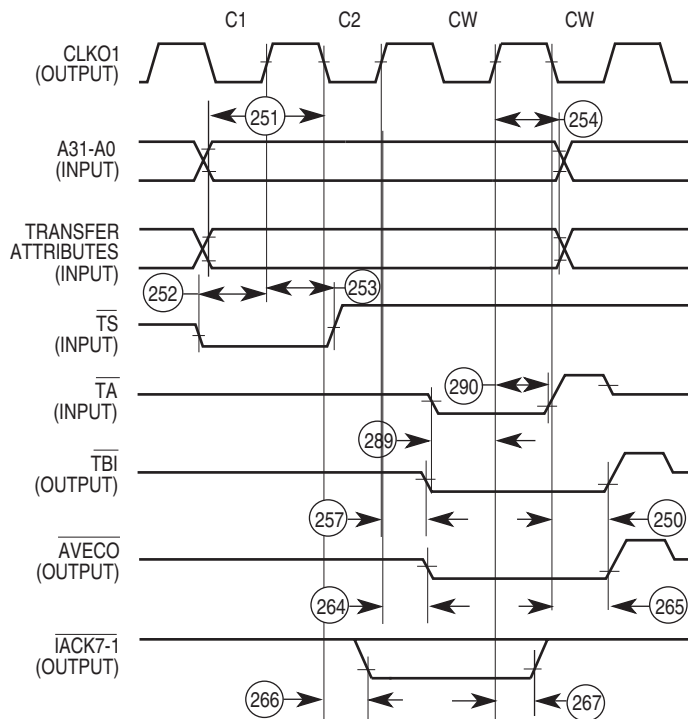 C1 C2 CW CW
CLKO1
(OUTPUT)
251
254
A31-A0
(INPUT)
TRANSFER
ATTRIBUTES
(INPUT)
252
253
TS
(INPUT)
TA
(INPUT)
290
289
TBI
(OUTPUT)
257
250
AVECO
(OUTPUT)
264
265
IACK7-1
(OUTPUT)
266
267